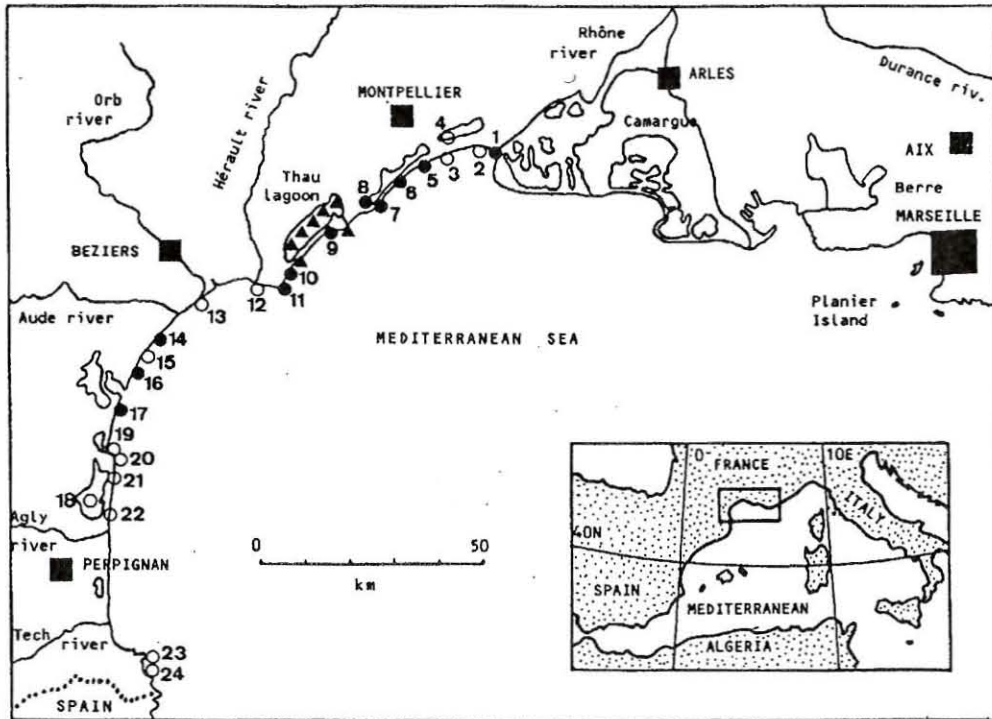 Rhône
river
ARLES
Durance riv.
Orb
river
Hérault river
MONTPELLIER
Camargue
AIX
4
1
3
2
5
6
7
8
Thau
lagoon
9
10
11
12
13
Berre
MARSEILLE
Planier
Island
BEZIERS
Aude river
14
15
16
17
MEDITERRANEAN SEA
19
20
21
18
22
Agly
river
PERPIGNAN
0
50
km
Tech
river
23
24
SPAIN
0
10E
FRANCE
ITALY
40N
SPAIN
MEDITERRANEAN
ALGERIA